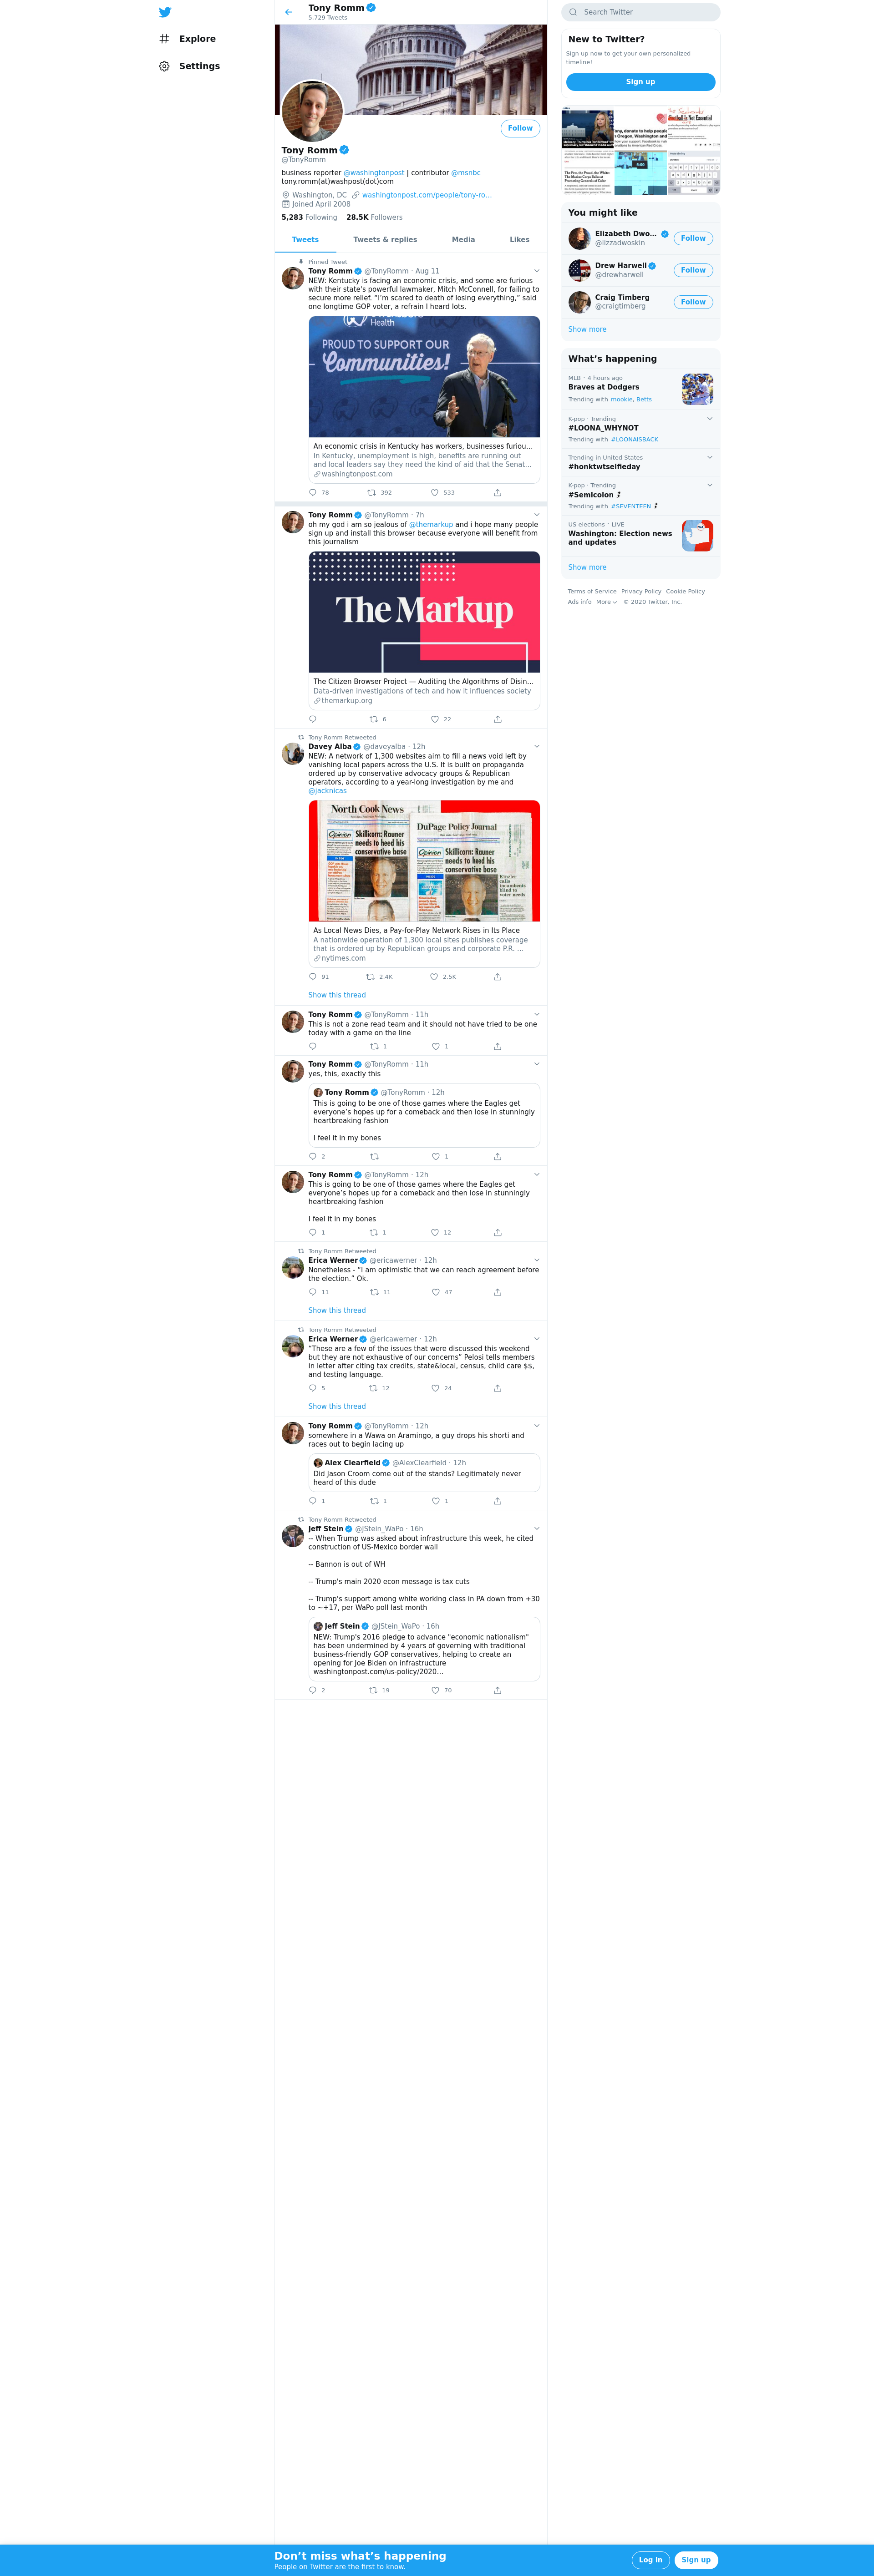 Explore
Settings
Tony Romm
5,729 Tweets
Follow
Tony Romm
@TonyRomm
business reporter @washingtonpost | contributor @msnbc
tony.romm(at)washpost(dot)com
Washington, DC washingtonpost.com/people/tony-ro…
Joined April 2008
5,283 Following 28.5K Followers
Tweets Tweets & replies Media Likes
Pinned Tweet
Tony Romm @TonyRomm · Aug 11
NEW: Kentucky is facing an economic crisis, and some are furious
with their state's powerful lawmaker, Mitch McConnell, for failing to
secure more relief. "I'm scared to death of losing everything," said
one longtime GOP voter, a refrain I heard lots.
Health
PROUD TO SUPPORT OUR
Communities!
An economic crisis in Kentucky has workers, businesses furiou…
In Kentucky, unemployment is high, benefits are running out
and local leaders say they need the kind of aid that the Senat…
washingtonpost.com
78 392 533
Tony Romm @TonyRomm · 7h
oh my god i am so jealous of @themarkup and i hope many people
sign up and install this browser because everyone will benefit from
this journalism
The Markup
The Citizen Browser Project — Auditing the Algorithms of Disin…
Data-driven investigations of tech and how it influences society
themarkup.org
6 22
Tony Romm Retweeted
Davey Alba @daveyalba · 12h
NEW: A network of 1,300 websites aim to fill a news void left by
vanishing local papers across the U.S. It is built on propaganda
ordered up by conservative advocacy groups & Republican
operators, according to a year-long investigation by me and
@jacknicas
North Cook News
DuPage Policy Journal
Opinion
Skillicorn: Rauner
needs to heed his
conservative base
Opinion
Skillicorn: Rauner
needs to heed his
conservative base
As Local News Dies, a Pay-for-Play Network Rises in Its Place
A nationwide operation of 1,300 local sites publishes coverage
that is ordered up by Republican groups and corporate P.R. …
nytimes.com
91 2.4K 2.5K
Show this thread
Tony Romm @TonyRomm · 11h
This is not a zone read team and it should not have tried to be one
today with a game on the line
1 1
Tony Romm @TonyRomm · 11h
yes, this, exactly this
Tony Romm @TonyRomm · 12h
This is going to be one of those games where the Eagles get
everyone's hopes up for a comeback and then lose in stunningly
heartbreaking fashion
I feel it in my bones
2 1
Tony Romm @TonyRomm · 12h
This is going to be one of those games where the Eagles get
everyone's hopes up for a comeback and then lose in stunningly
heartbreaking fashion
I feel it in my bones
1 1 12
Tony Romm Retweeted
Erica Werner @ericawerner · 12h
Nonetheless - "I am optimistic that we can reach agreement before
the election." Ok.
11 11 47
Show this thread
Tony Romm Retweeted
Erica Werner @ericawerner · 12h
"These are a few of the issues that were discussed this weekend
but they are not exhaustive of our concerns" Pelosi tells members
in letter after citing tax credits, state&local, census, child care $$,
and testing language.
5 12 24
Show this thread
Tony Romm @TonyRomm · 12h
somewhere in a Wawa on Aramingo, a guy drops his shorti and
races out to begin lacing up
Alex Clearfield @AlexClearfield · 12h
Did Jason Croom come out of the stands? Legitimately never
heard of this dude
1 1 1
Tony Romm Retweeted
Jeff Stein @JStein_WaPo · 16h
-- When Trump was asked about infrastructure this week, he cited
construction of US-Mexico border wall
-- Bannon is out of WH
-- Trump's main 2020 econ message is tax cuts
-- Trump's support among white working class in PA down from +30
to ~+17, per WaPo poll last month
Jeff Stein @JStein_WaPo · 16h
NEW: Trump's 2016 pledge to advance "economic nationalism"
has been undermined by 4 years of governing with traditional
business-friendly GOP conservatives, helping to create an
opening for Joe Biden on infrastructure
washingtonpost.com/us-policy/2020…
2 19 70
Search Twitter
New to Twitter?
Sign up now to get your own personalized
timeline!
Sign up
You might like
Elizabeth Dwo…
@lizzadwoskin
Follow
Drew Harwell
@drewharwell
Follow
Craig Timberg
@craigtimberg
Follow
Show more
What's happening
MLB · 4 hours ago
Braves at Dodgers
Trending with mookie, Betts
K-pop · Trending
#LOONA_WHYNOT
Trending with #LOONAISBACK
Trending in United States
#honktwtselfieday
K-pop · Trending
#Semicolon
Trending with #SEVENTEEN
US elections · LIVE
Washington: Election news
and updates
Show more
Terms of Service Privacy Policy Cookie Policy
Ads info More © 2020 Twitter, Inc.
Don't miss what's happening
People on Twitter are the first to know.
Log in Sign up